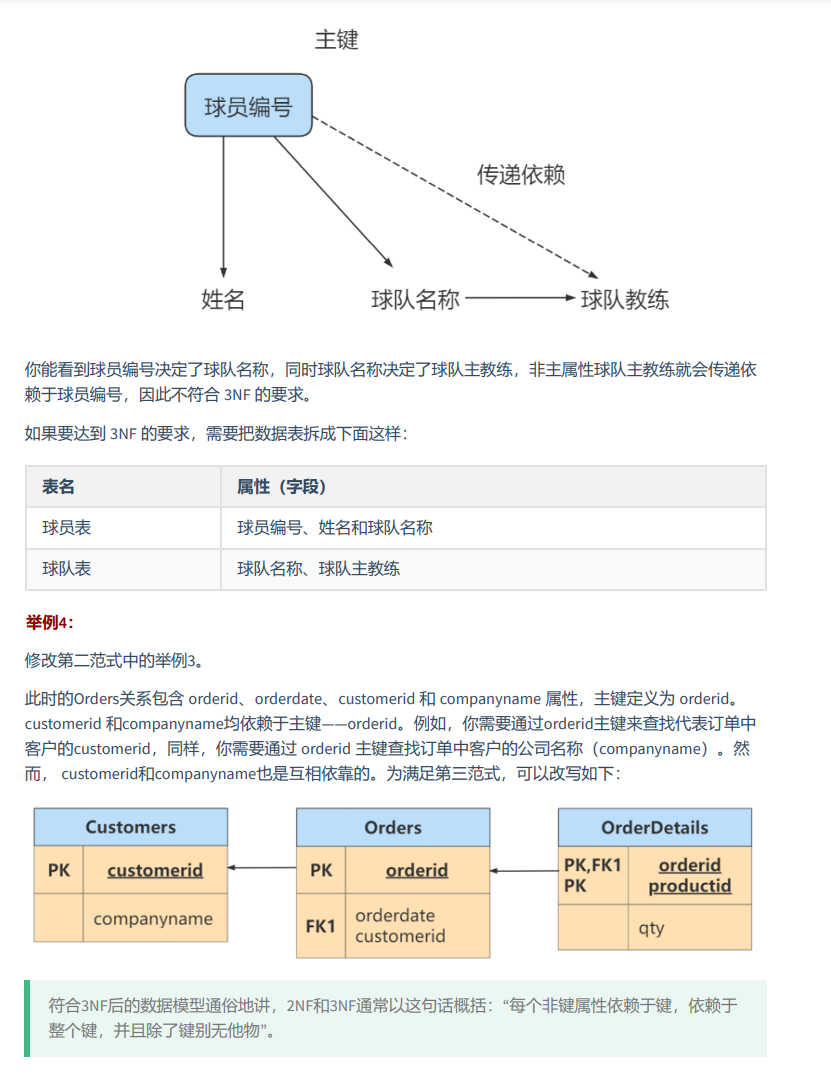 主键
球员编号
传递依赖
姓名
球队名称
球队教练
你能看到球员编号决定了球队名称，同时球队名称决定了球队主教练，非主属性球队主教练就会传递依
赖于球员编号，因此不符合 3NF 的要求。
如果要达到 3NF 的要求，需要把数据表拆成下面这样：
表名 属性（字段）
球员表 球员编号、姓名和球队名称
球队表 球队名称、球队主教练
举例4：
修改第二范式中的举例3。
此时的Orders关系包含 orderid、orderdate、customerid 和 companyname 属性，主键定义为 orderid。
customerid 和companyname均依赖于主键——orderid。例如，你需要通过orderid主键来查找代表订单中
客户的customerid，同样，你需要通过 orderid 主键查找订单中客户的公司名称（companyname）。然
而， customerid和companyname也是互相依靠的。为满足第三范式，可以改写如下：
Customers
PK customerid
companyname
Orders
PK orderid
FK1 orderdate
customerid
OrderDetails
PK,FK1 orderid
PK productid
qty
符合3NF后的数据模型通俗地讲，2NF和3NF通常以这句话概括：“每个非键属性依赖于键，依赖于
整个键，并且除了键别无他物”。